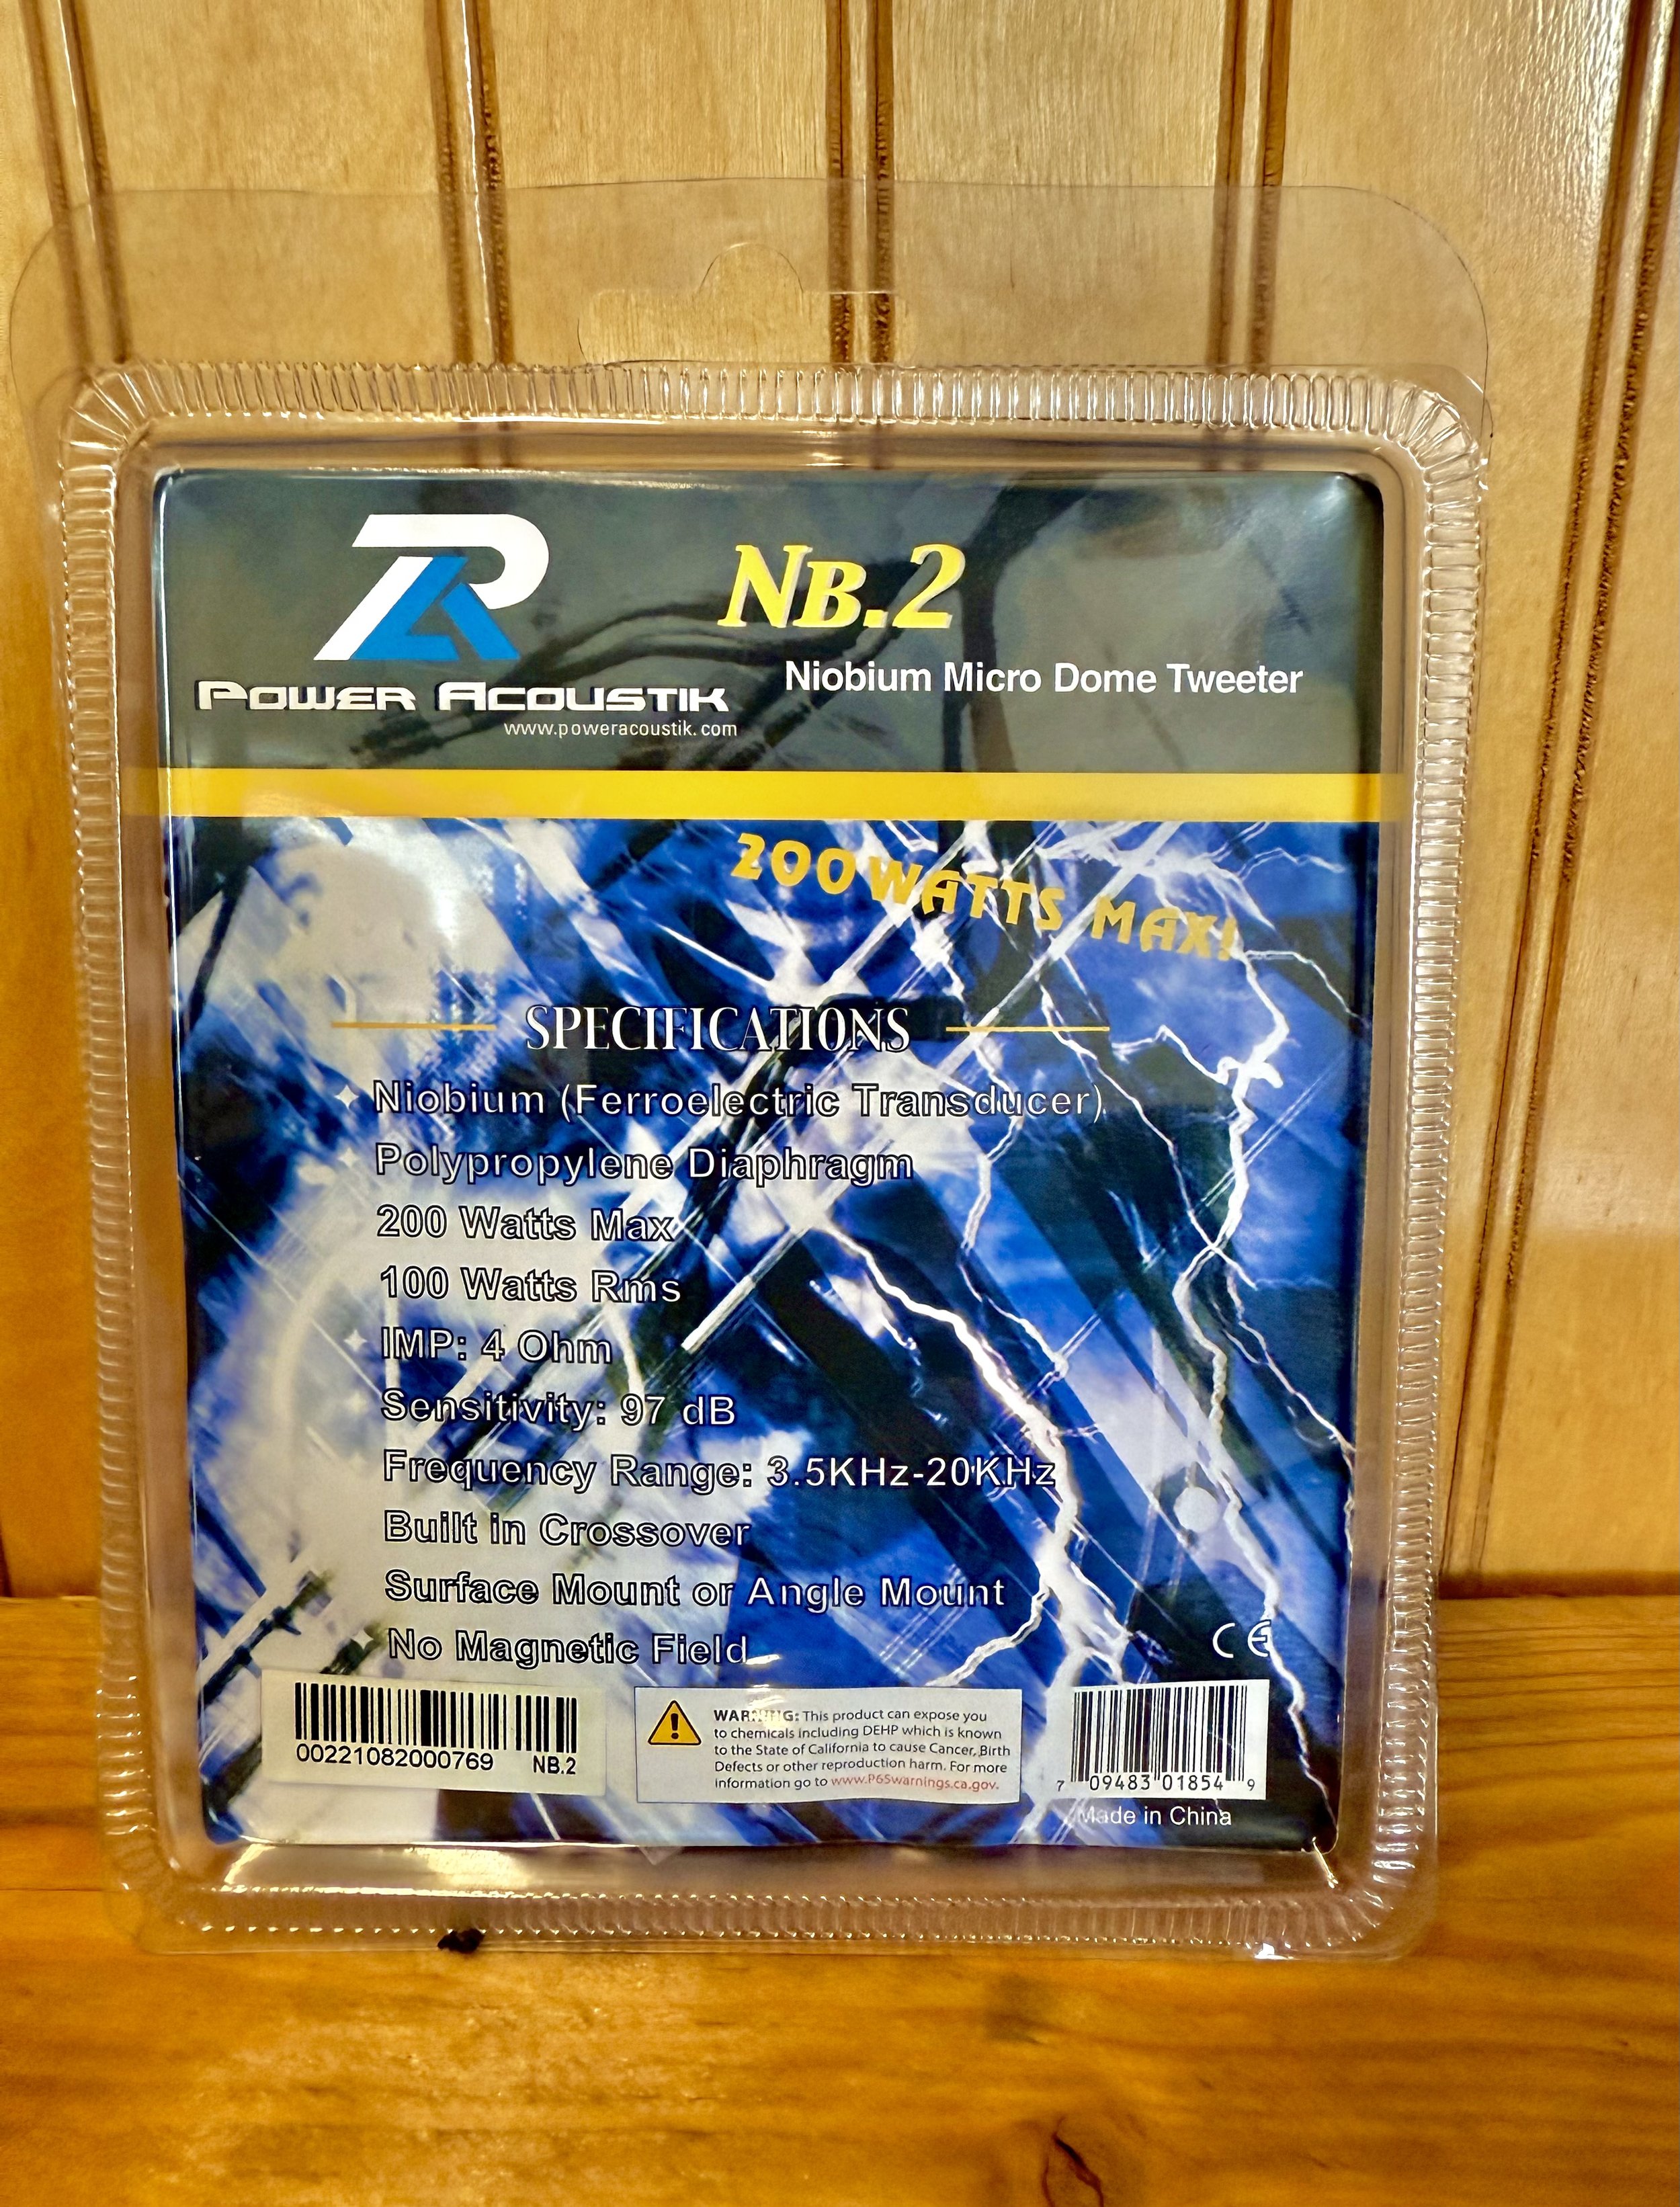 NB.2
Niobium Micro Dome Tweeter
POWER ACOUSTIK
www.poweracoustik.com
200 WATTS MAX!
SPECIFICATIONS
Niobium (Ferroelectric Transducer)
Polypropylene Diaphragm
200 Watts Max
100 Watts Rms
IMP: 4 Ohm
Sensitivity: 97 dB
Frequency Range: 3.5KHz-20KHz
Built in Crossover
Surface Mount or Angle Mount
No Magnetic Field
CE
00221082000769 NB.2
WARNING: This product can expose you
to chemicals including DEHP which is known
to the State of California to cause Cancer, Birth
Defects or other reproduction harm. For more
information go to www.P65warnings.ca.gov.
7 09483 01854 9
Made in China